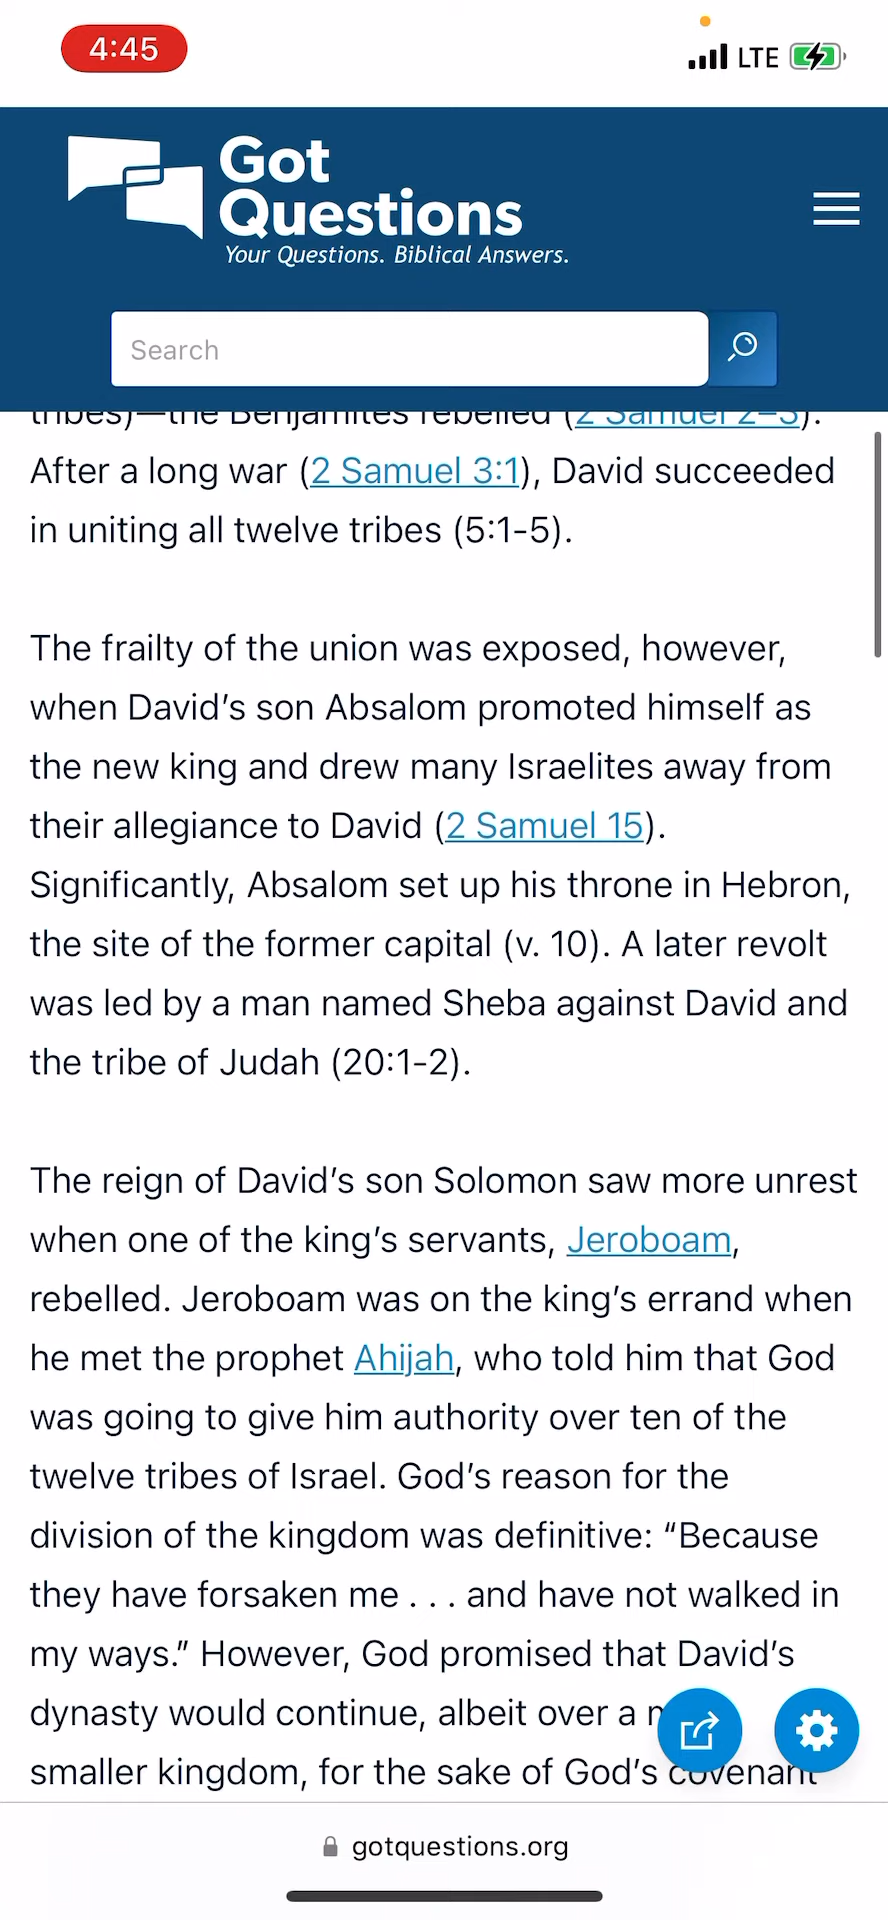 4:45
LTE
Got
Questions
Your Questions. Biblical Answers.
Search
tribes)—the Benjamites rebelled (2 Samuel 2–3).
After a long war (2 Samuel 3:1), David succeeded
in uniting all twelve tribes (5:1-5).
The frailty of the union was exposed, however,
when David’s son Absalom promoted himself as
the new king and drew many Israelites away from
their allegiance to David (2 Samuel 15).
Significantly, Absalom set up his throne in Hebron,
the site of the former capital (v. 10). A later revolt
was led by a man named Sheba against David and
the tribe of Judah (20:1-2).
The reign of David’s son Solomon saw more unrest
when one of the king’s servants, Jeroboam,
rebelled. Jeroboam was on the king’s errand when
he met the prophet Ahijah, who told him that God
was going to give him authority over ten of the
twelve tribes of Israel. God’s reason for the
division of the kingdom was definitive: “Because
they have forsaken me . . . and have not walked in
my ways.” However, God promised that David’s
dynasty would continue, albeit over a
smaller kingdom, for the sake of God’s covenant
gotquestions.org